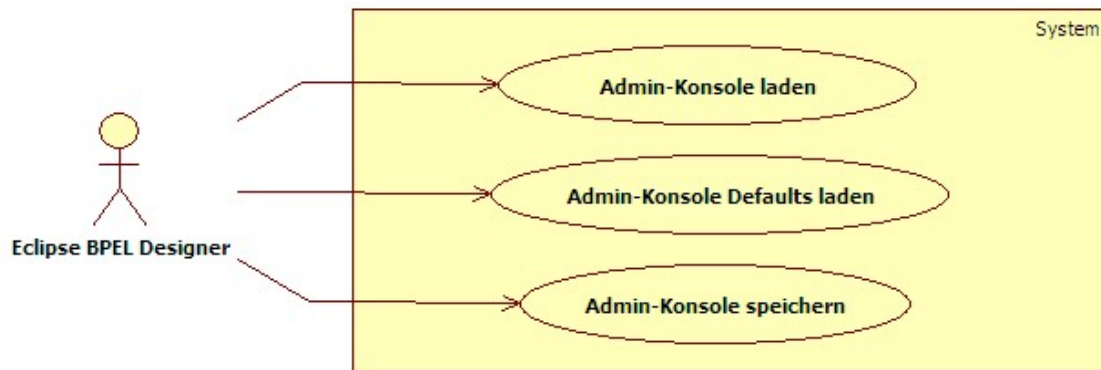 System
Admin-Konsole laden
Admin-Konsole Defaults laden
Eclipse BPEL Designer
Admin-Konsole speichern